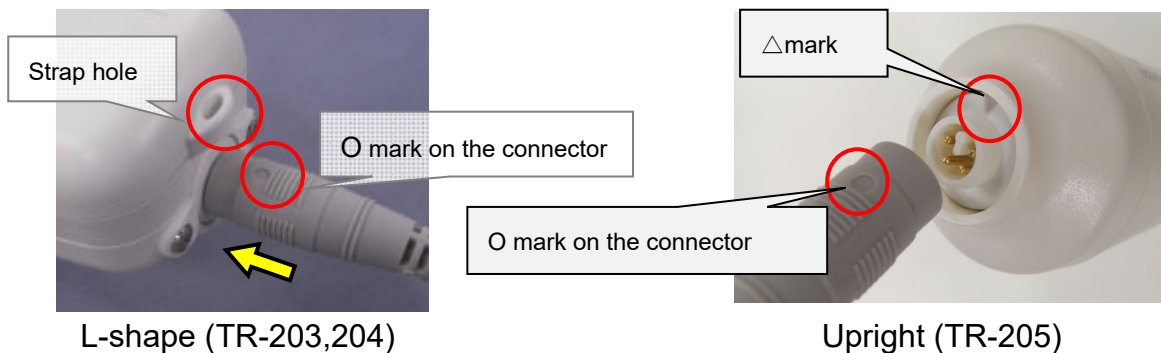 Strap hole
O mark on the connector
L-shape (TR-203,204)
△mark
O mark on the connector
Upright (TR-205)